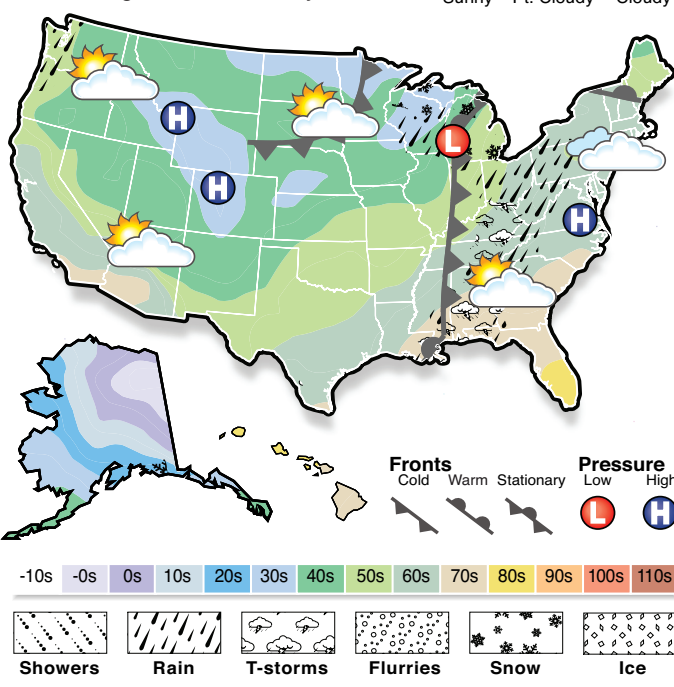 Sunny Pt. Cloudy Cloudy
H
H
L
H
Fronts
Cold Warm Stationary
Pressure
Low High
L H
-10s -0s 0s 10s 20s 30s 40s 50s 60s 70s 80s 90s 100s 110s
Showers Rain T-storms Flurries Snow Ice